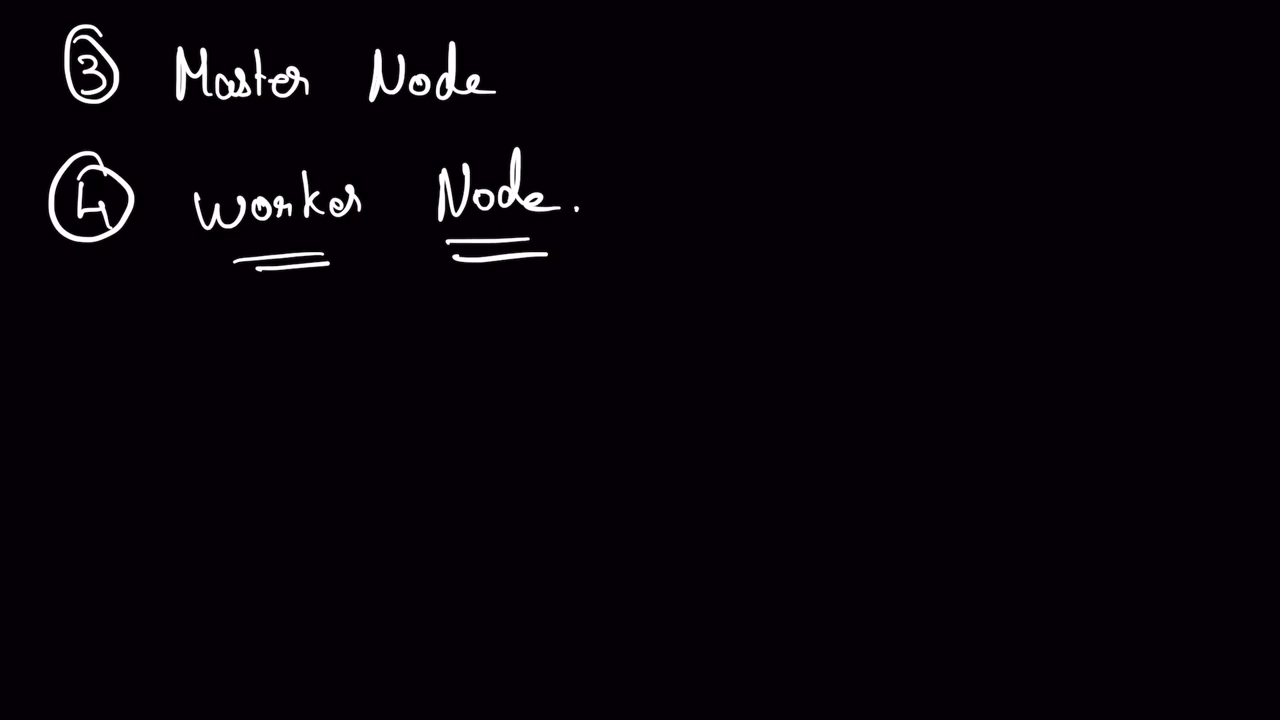 ③ Master Node
④ Worker Node.